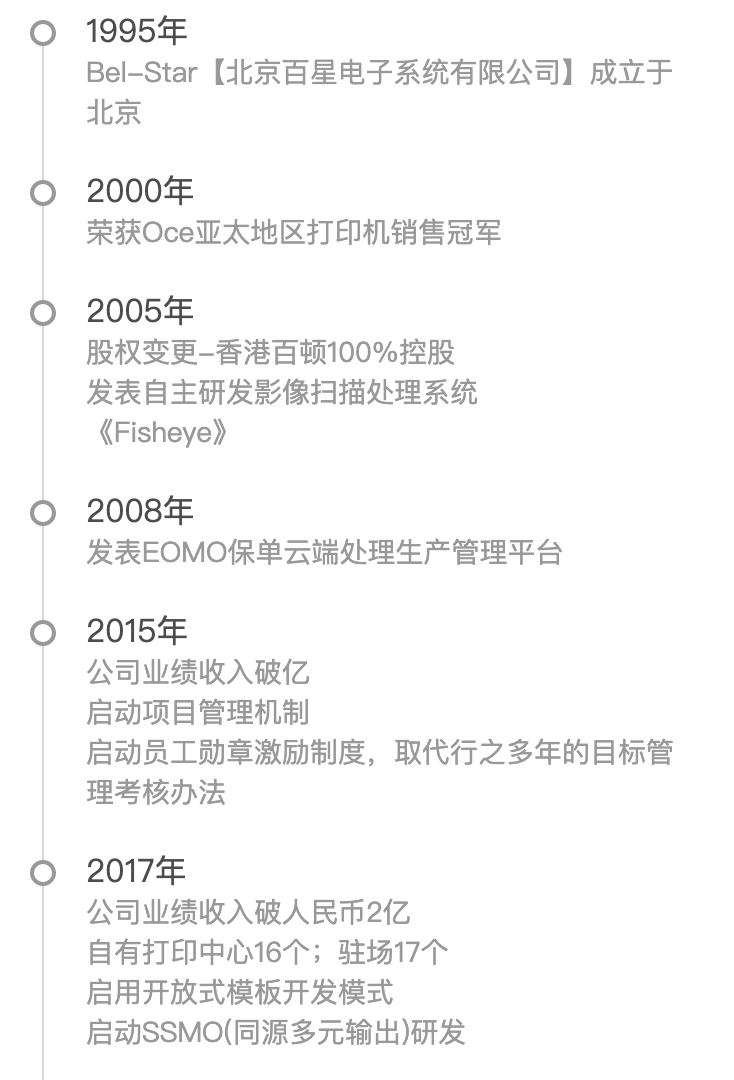 1995年
Bel-Star【北京百星电子系统有限公司】成立于
北京
2000年
荣获Oce亚太地区打印机销售冠军
2005年
股权变更-香港百顿100%控股
发表自主研发影像扫描处理系统
《Fisheye》
2008年
发表EOMO保单云端处理生产管理平台
2015年
公司业绩收入破亿
启动项目管理机制
启动员工勋章激励制度，取代行之多年的目标管
理考核办法
2017年
公司业绩收入破人民币2亿
自有打印中心16个；驻场17个
启用开放式模板开发模式
启动SSMO(同源多元输出)研发